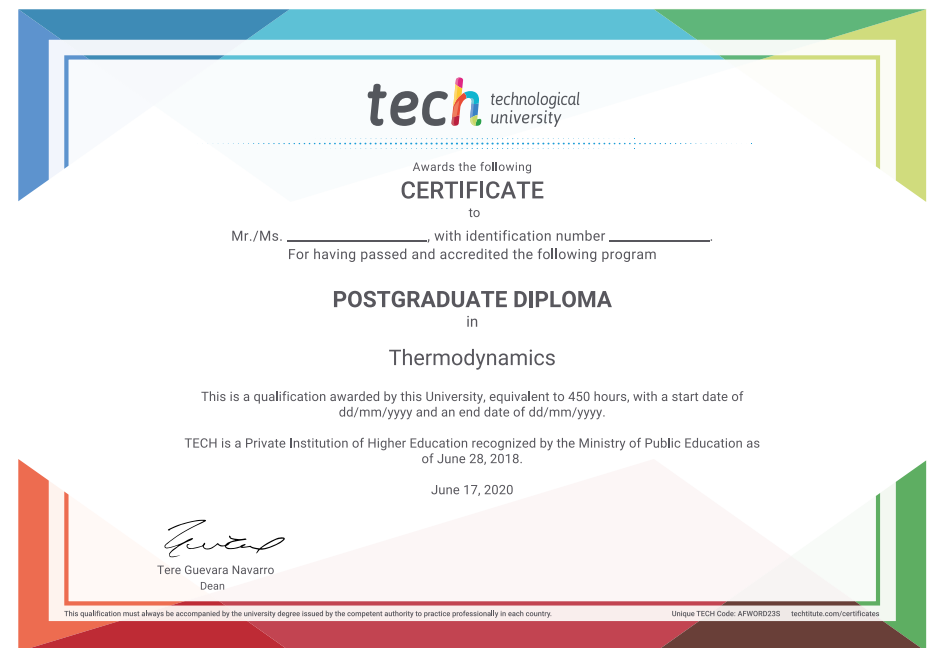 tech technological
university
Awards the following
CERTIFICATE
to
Mr./Ms. ____________, with identification number ____________.
For having passed and accredited the following program
POSTGRADUATE DIPLOMA
in
Thermodynamics
This is a qualification awarded by this University, equivalent to 450 hours, with a start date of
dd/mm/yyyy and an end date of dd/mm/yyyy.
TECH is a Private Institution of Higher Education recognized by the Ministry of Public Education as
of June 28, 2018.
June 17, 2020
Tere Guevara Navarro
Dean
This qualification must always be accompanied by the university degree issued by the competent authority to practice professionally in each country. Unique TECH Code: AFWORD23S techtitute.com/certificates